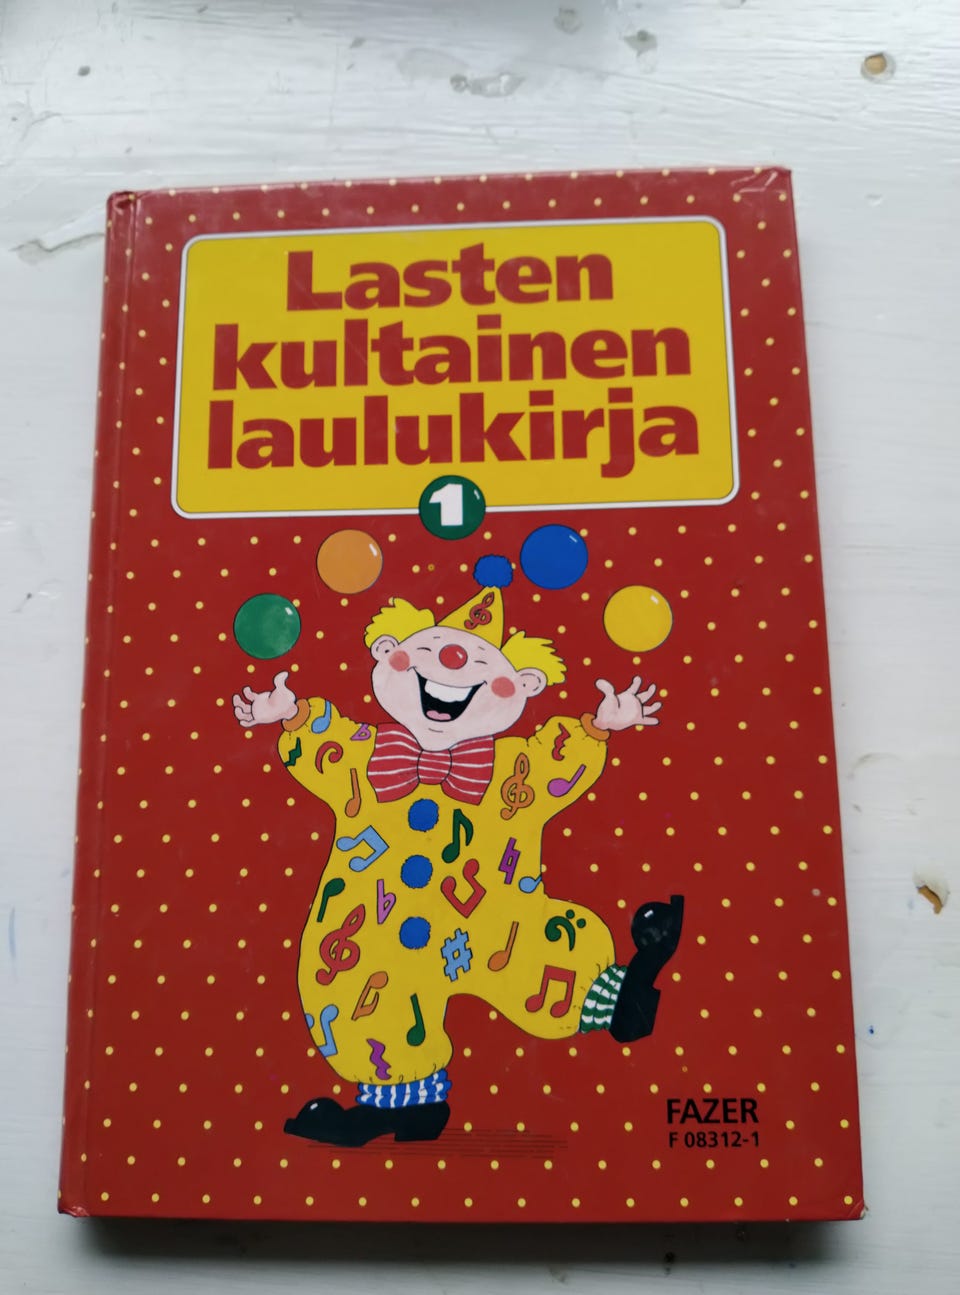 Lasten
kultainen
laulukirja
1
FAZER
F 08312-1